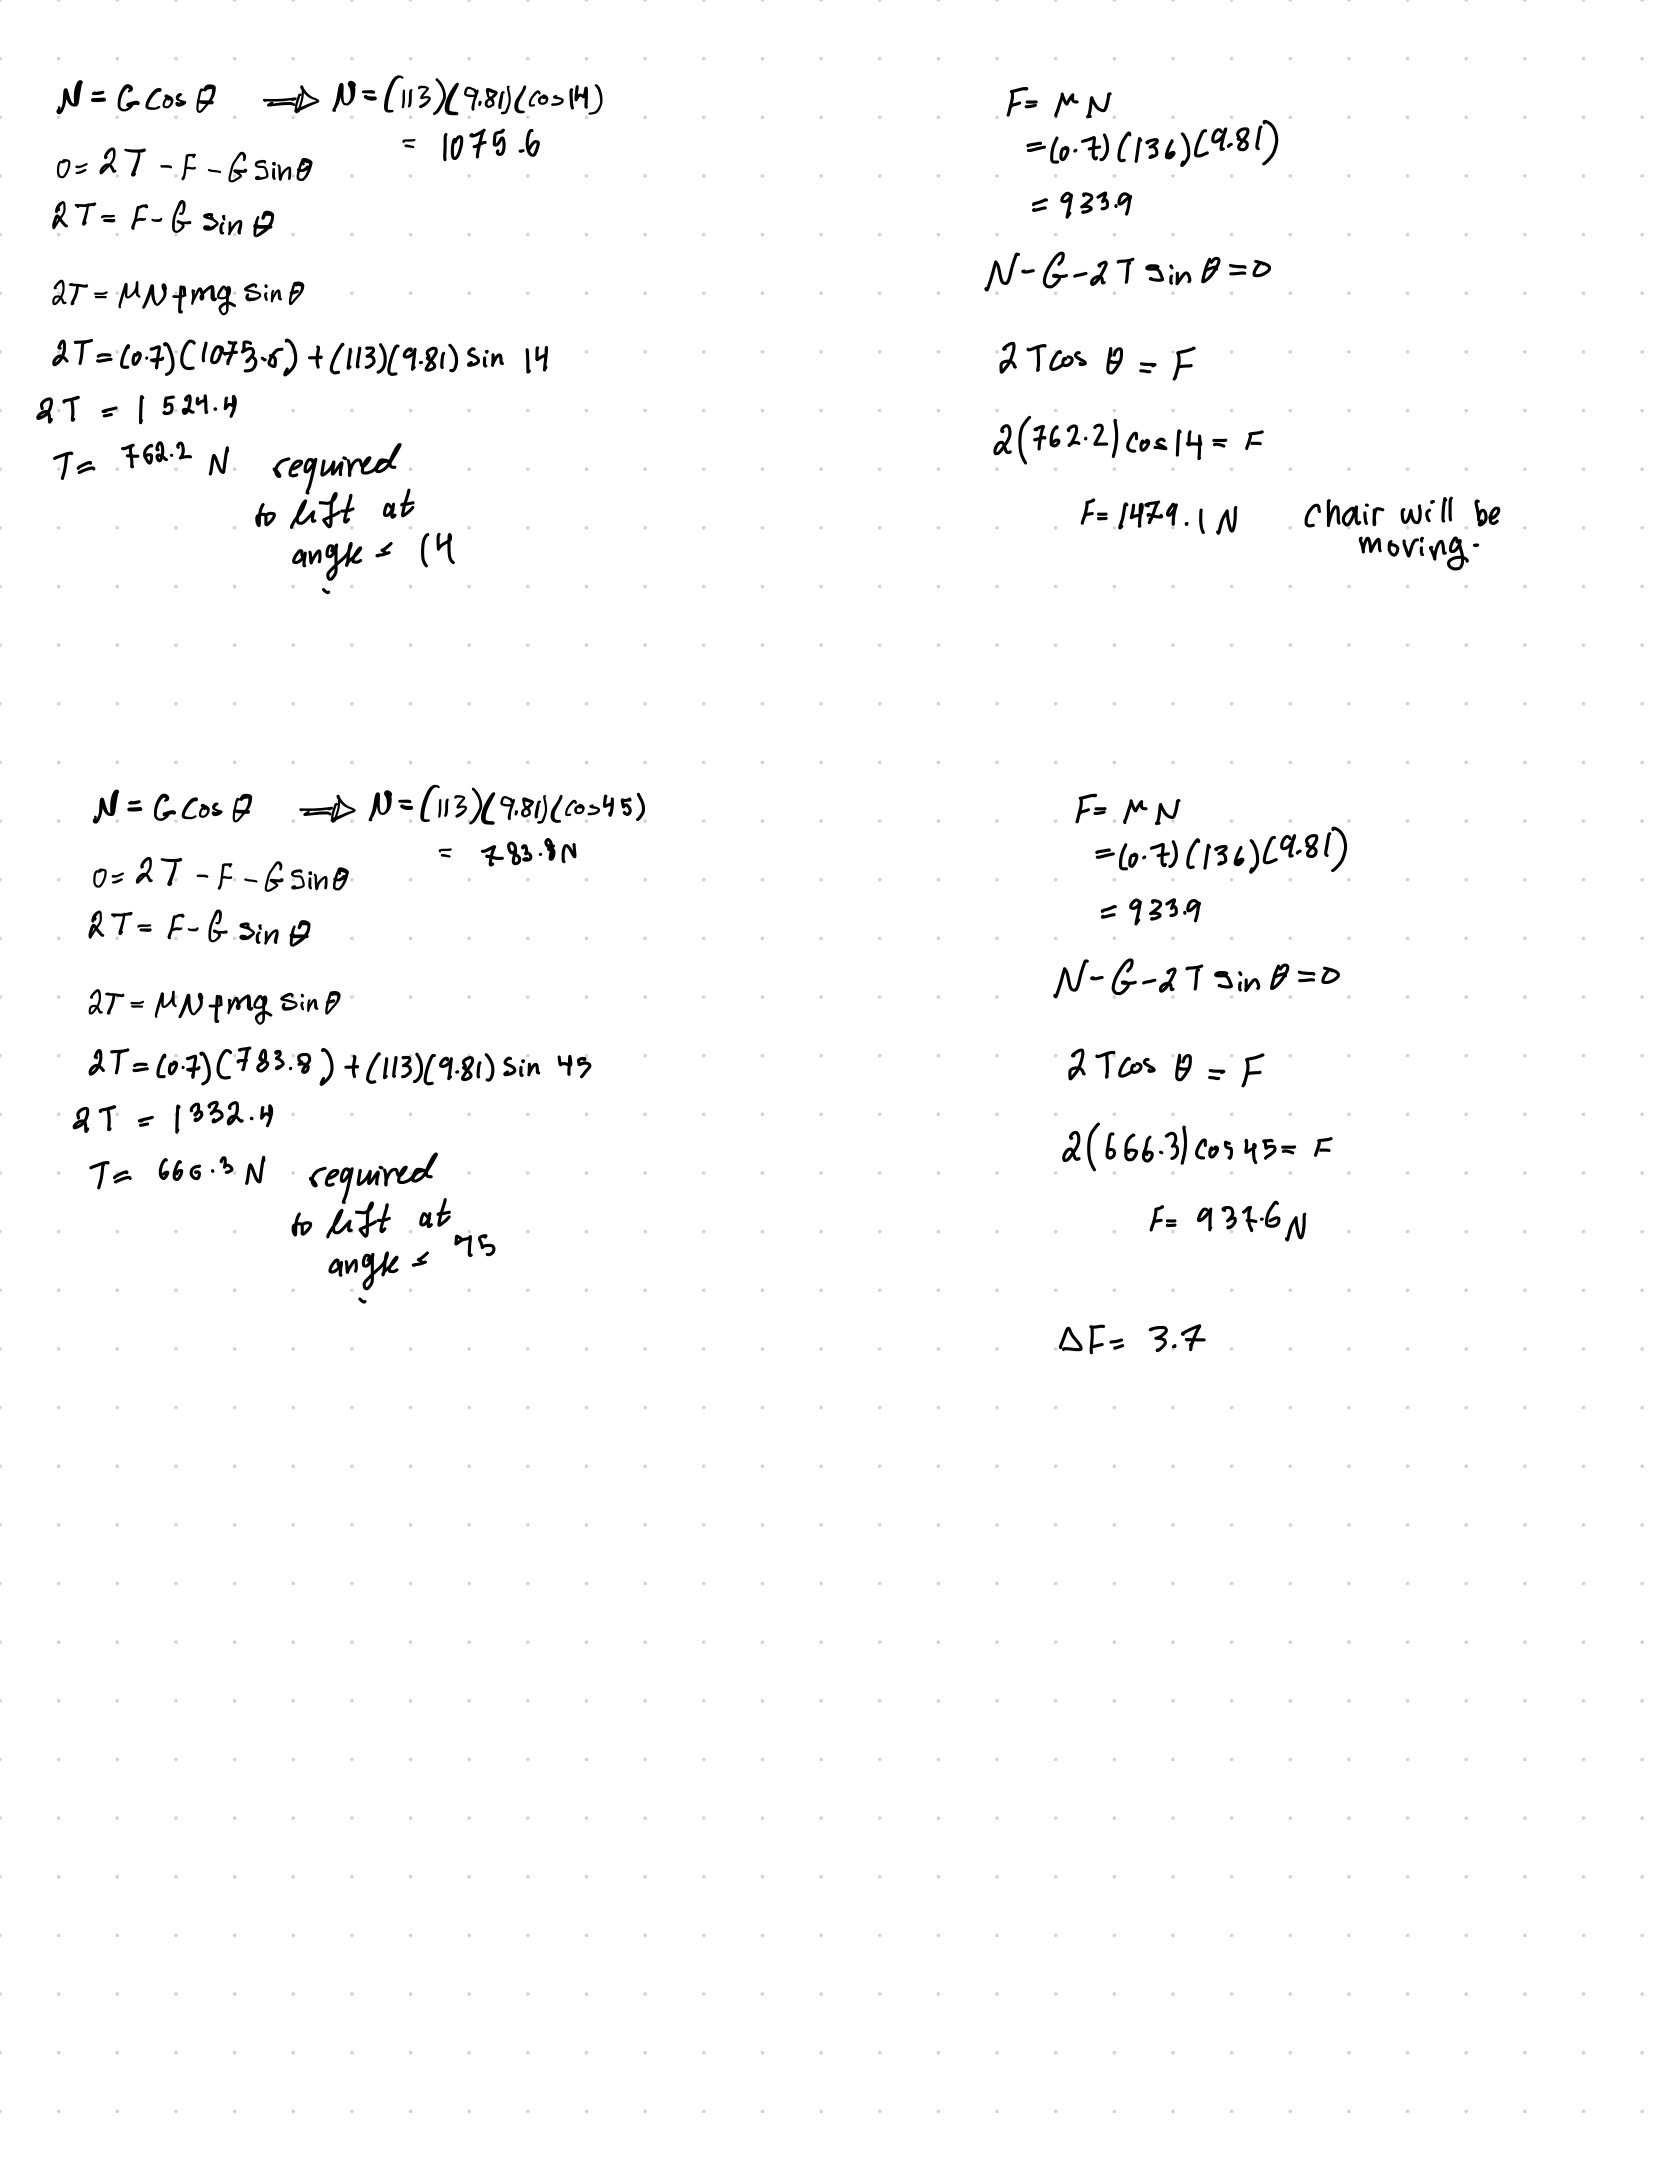 N = G cos θ ⟹ N = (113)(9.81)(cos 14)
= 1075.6
0 = 2T - F - G sin θ
2T = F - G sin θ
2T = μN + mg sin θ
2T = (0.7)(1075.6) + (113)(9.81) sin 14
2T = 1524.4
T = 762.2 N required
to lift at
angle = 14
F = μN
= (0.7)(136)(9.81)
= 933.9
N - G - 2T sin θ = 0
2T cos θ = F
2(762.2) cos 14 = F
F = 1479.1 N chair will be
moving.
N = G cos θ ⟹ N = (113)(9.81)(cos 45)
= 783.8 N
0 = 2T - F - G sin θ
2T = F - G sin θ
2T = μN + mg sin θ
2T = (0.7)(783.8) + (113)(9.81) sin 45
2T = 1332.4
T = 666.3 N required
to lift at
angle = 45
F = μN
= (0.7)(136)(9.81)
= 933.9
N - G - 2T sin θ = 0
2T cos θ = F
2(666.3) cos 45 = F
F = 937.6 N
ΔF = 3.7